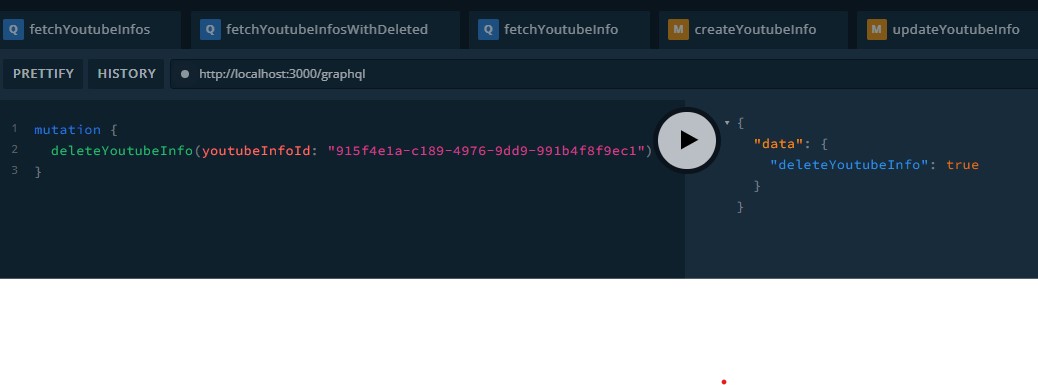 Q fetchYoutubeInfos Q fetchYoutubeInfosWithDeleted Q fetchYoutubeInfo M createYoutubeInfo M updateYoutubeInfo
PRETTIFY HISTORY http://localhost:3000/graphql
1 mutation {
2 deleteYoutubeInfo(youtubeInfoId: "915f4e1a-c189-4976-9dd9-991b4f8f9ec1")
3 }
{
"data": {
"deleteYoutubeInfo": true
}
}